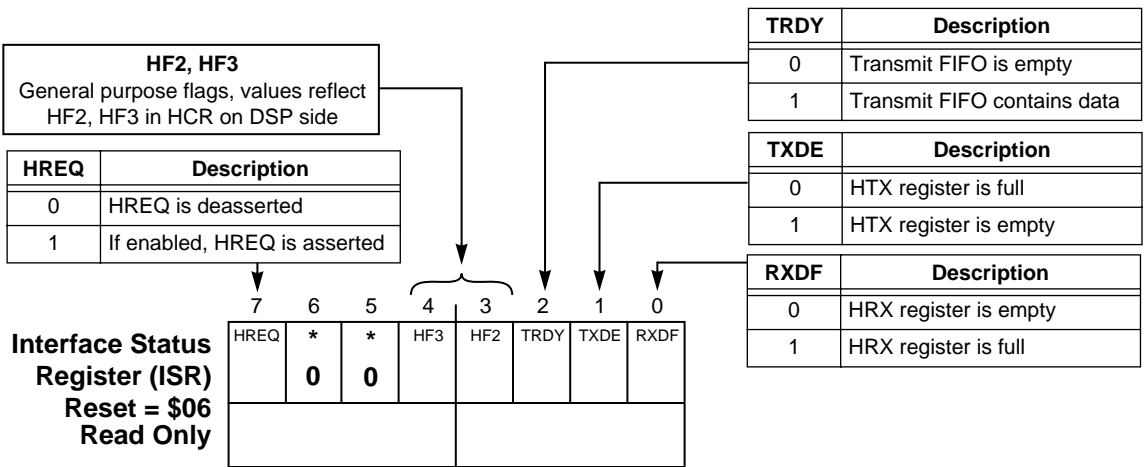 HF2, HF3
General purpose flags, values reflect
HF2, HF3 in HCR on DSP side
HREQ Description
0 HREQ is deasserted
1 If enabled, HREQ is asserted
TRDY Description
0 Transmit FIFO is empty
1 Transmit FIFO contains data
TXDE Description
0 HTX register is full
1 HTX register is empty
RXDF Description
0 HRX register is empty
1 HRX register is full
7 6 5 4 3 2 1 0
HREQ * * HF3 HF2 TRDY TXDE RXDF
0 0
Interface Status
Register (ISR)
Reset = $06
Read Only